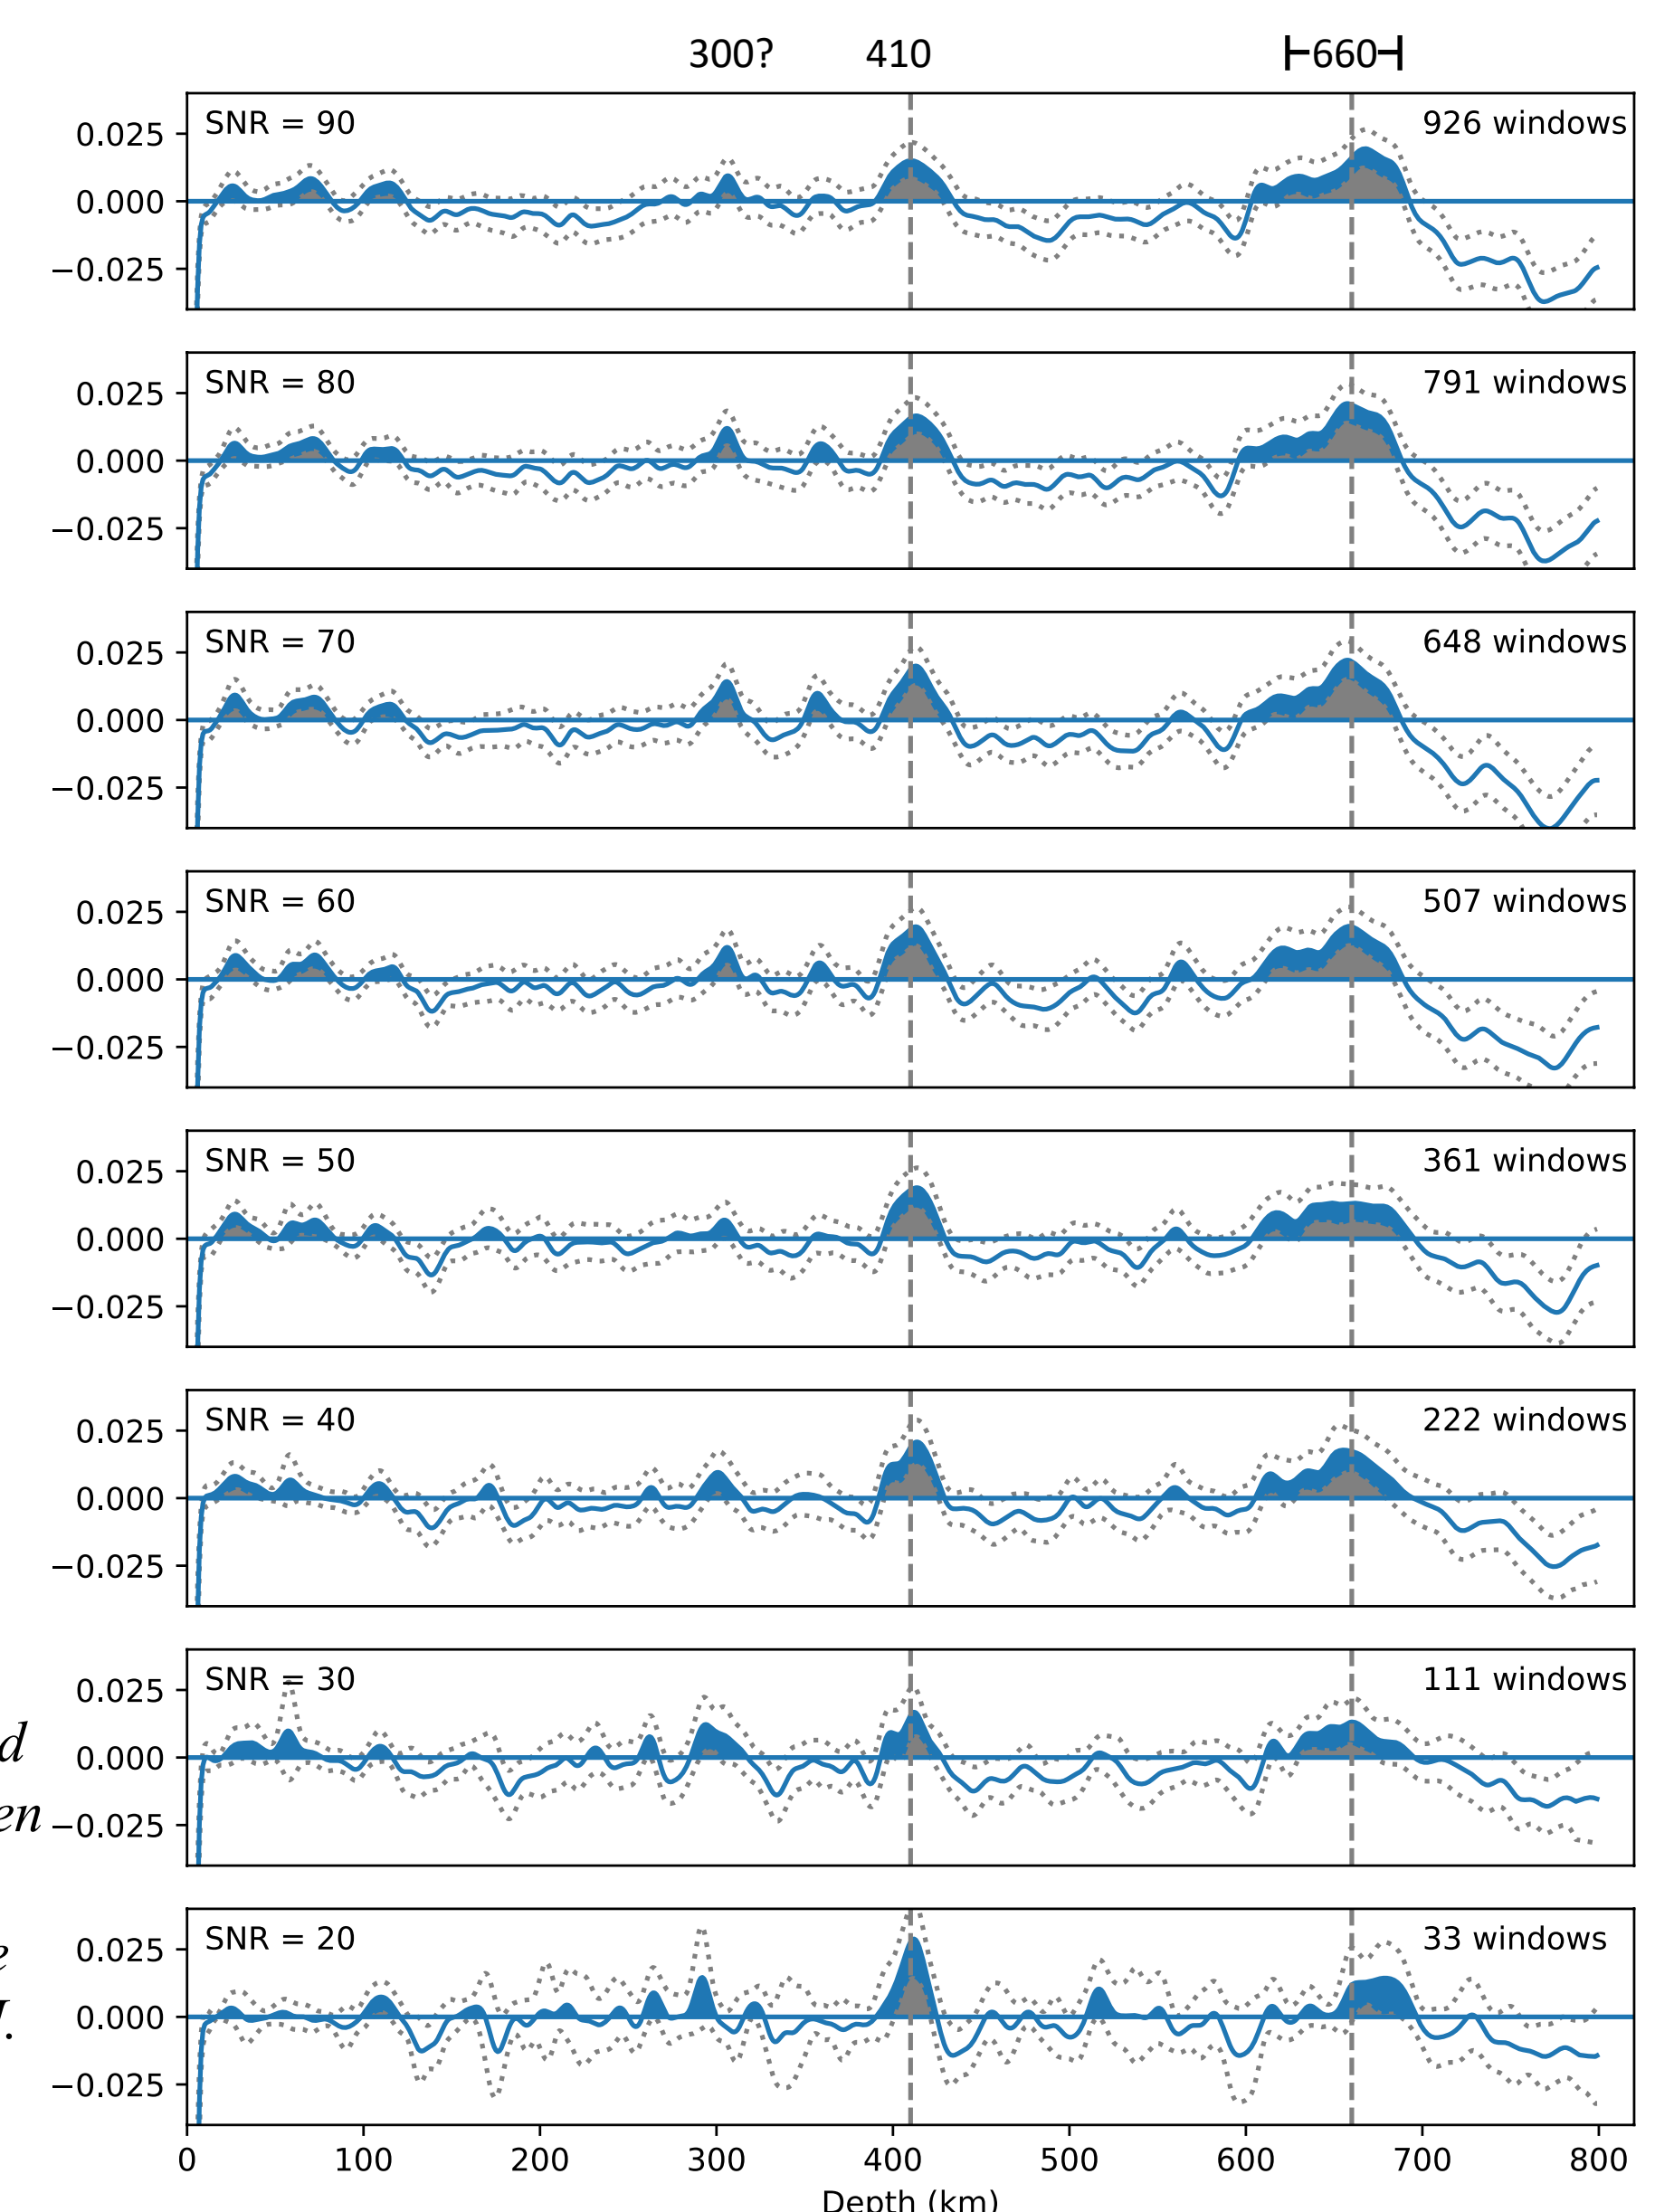 300? 410 660
SNR = 90 926 windows
0.025
0.000
−0.025
SNR = 80 791 windows
0.025
0.000
−0.025
SNR = 70 648 windows
0.025
0.000
−0.025
SNR = 60 507 windows
0.025
0.000
−0.025
SNR = 50 361 windows
0.025
0.000
−0.025
SNR = 40 222 windows
0.025
0.000
−0.025
SNR = 30 111 windows
0.025
0.000
−0.025
SNR = 20 33 windows
0.025
0.000
−0.025
0 100 200 300 400 500 600 700 800
Depth (km)